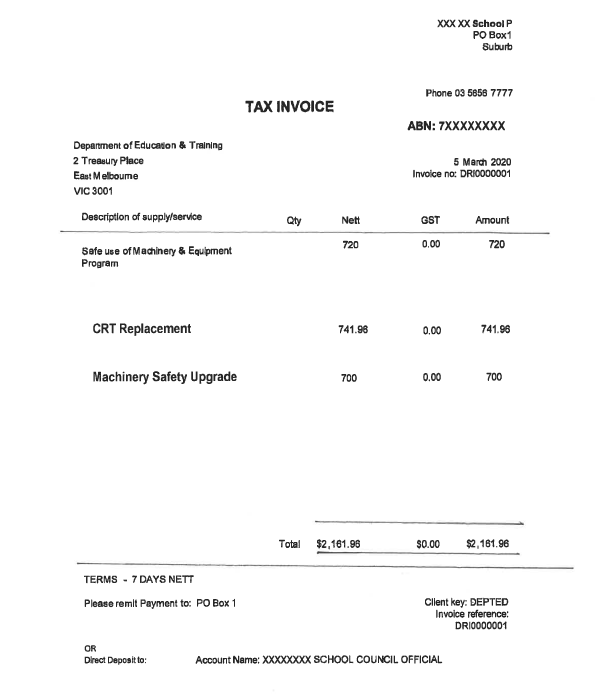 XXX XX School P
PO Box1
Suburb
Phone 03 5656 7777
TAX INVOICE
ABN: 7XXXXXXXX
Department of Education & Training
2 Treasury Place
East Melbourne
VIC 3001
5 March 2020
Invoice no: DRI0000001
Description of supply/service Qty Nett GST Amount
Safe use of Machinery & Equipment 720 0.00 720
Program
CRT Replacement 741.96 0.00 741.96
Machinery Safety Upgrade 700 0.00 700
Total $2,161.96 $0.00 $2,161.96
TERMS - 7 DAYS NETT
Please remit Payment to: PO Box 1
Client key: DEPTED
Invoice reference:
DRI0000001
OR
Direct Deposit to: Account Name: XXXXXXXX SCHOOL COUNCIL OFFICIAL